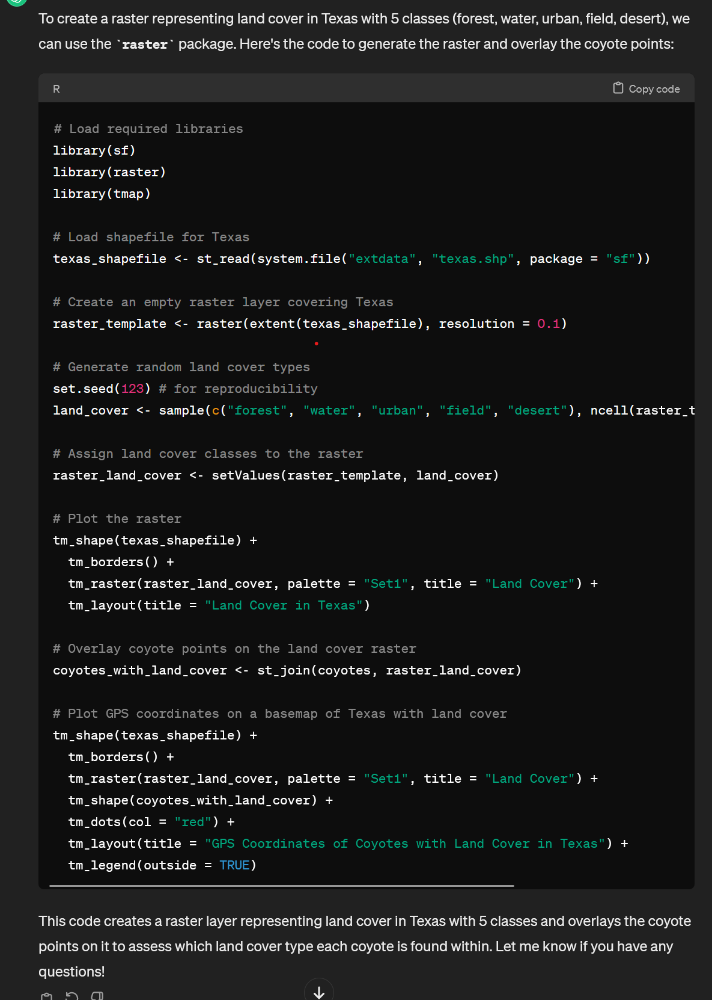 To create a raster representing land cover in Texas with 5 classes (forest, water, urban, field, desert), we
can use the `raster` package. Here's the code to generate the raster and overlay the coyote points:
R
Copy code
# Load required libraries
library(sf)
library(raster)
library(tmap)
# Load shapefile for Texas
texas_shapefile <- st_read(system.file("extdata", "texas.shp", package = "sf"))
# Create an empty raster layer covering Texas
raster_template <- raster(extent(texas_shapefile), resolution = 0.1)
# Generate random land cover types
set.seed(123) # for reproducibility
land_cover <- sample(c("forest", "water", "urban", "field", "desert"), ncell(raster_t
# Assign land cover classes to the raster
raster_land_cover <- setValues(raster_template, land_cover)
# Plot the raster
tm_shape(texas_shapefile) +
  tm_borders() +
  tm_raster(raster_land_cover, palette = "Set1", title = "Land Cover") +
  tm_layout(title = "Land Cover in Texas")
# Overlay coyote points on the land cover raster
coyotes_with_land_cover <- st_join(coyotes, raster_land_cover)
# Plot GPS coordinates on a basemap of Texas with land cover
tm_shape(texas_shapefile) +
  tm_borders() +
  tm_raster(raster_land_cover, palette = "Set1", title = "Land Cover") +
  tm_shape(coyotes_with_land_cover) +
  tm_dots(col = "red") +
  tm_layout(title = "GPS Coordinates of Coyotes with Land Cover in Texas") +
  tm_legend(outside = TRUE)
This code creates a raster layer representing land cover in Texas with 5 classes and overlays the coyote
points on it to assess which land cover type each coyote is found within. Let me know if you have any
questions!